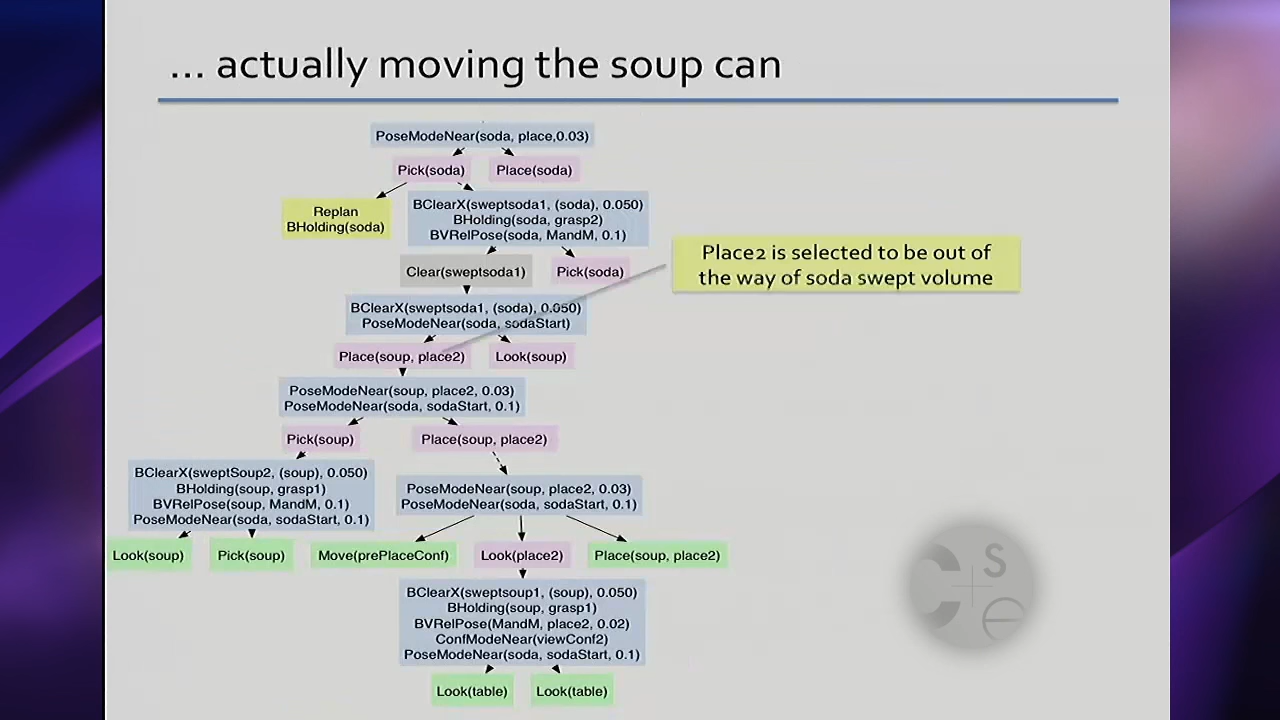 ... actually moving the soup can
PoseModeNear(soda, place,0.03)
Pick(soda)
Place(soda)
Replan
BHolding(soda)
BClearX(sweptsoda1, (soda), 0.050)
BHolding(soda, grasp2)
BVRelPose(soda, MandM, 0.1)
Place2 is selected to be out of
the way of soda swept volume
Clear(sweptsoda1)
Pick(soda)
BClearX(sweptsoda1, (soda), 0.050)
PoseModeNear(soda, sodaStart)
Place(soup, place2)
Look(soup)
PoseModeNear(soup, place2, 0.03)
PoseModeNear(soda, sodaStart, 0.1)
Pick(soup)
Place(soup, place2)
BClearX(sweptSoup2, (soup), 0.050)
BHolding(soup, grasp1)
BVRelPose(soup, MandM, 0.1)
PoseModeNear(soda, sodaStart, 0.1)
PoseModeNear(soup, place2, 0.03)
PoseModeNear(soda, sodaStart, 0.1)
Look(soup)
Pick(soup)
Move(prePlaceConf)
Look(place2)
Place(soup, place2)
BClearX(sweptsoup1, (soup), 0.050)
BHolding(soup, grasp1)
BVRelPose(MandM, place2, 0.02)
ConfModeNear(viewConf2)
PoseModeNear(soda, sodaStart, 0.1)
Look(table)
Look(table)
C S e